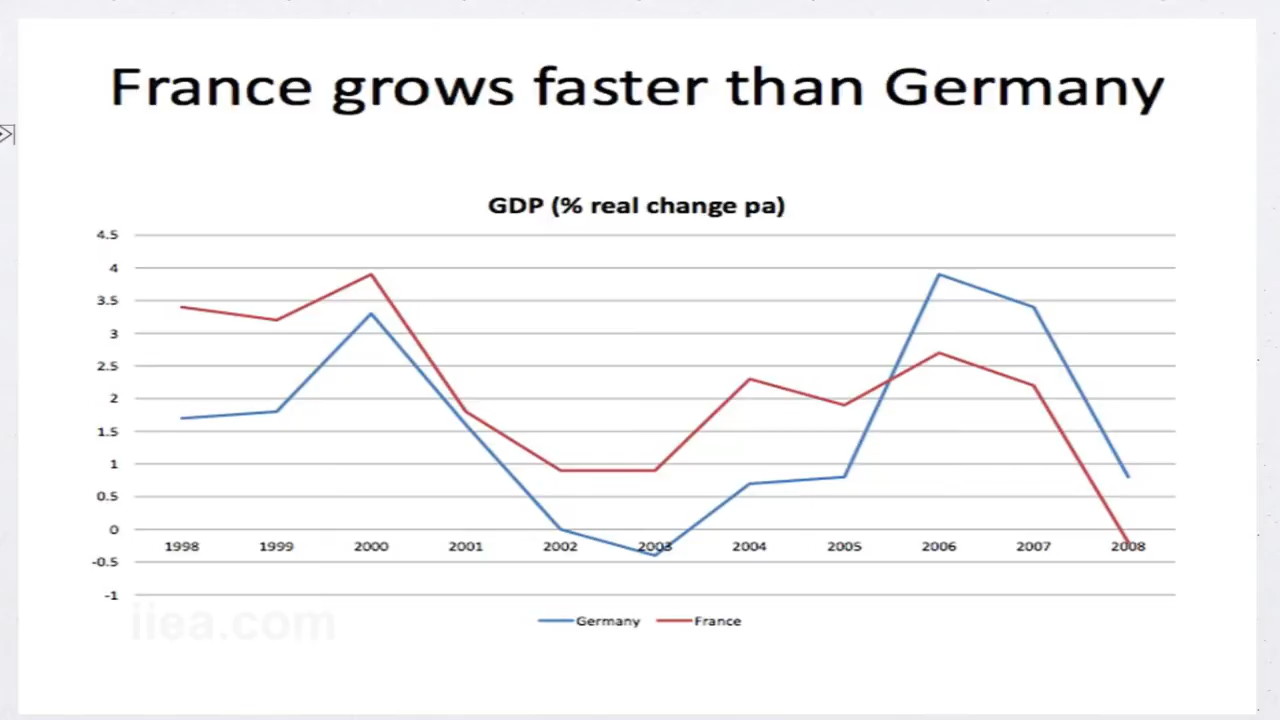 France grows faster than Germany
GDP (% real change pa)
4.5
4
3.5
3
2.5
2
1.5
1
0.5
0
1998 1999 2000 2001 2002 2003 2004 2005 2006 2007 2008
-0.5
-1
iiea.com
Germany France